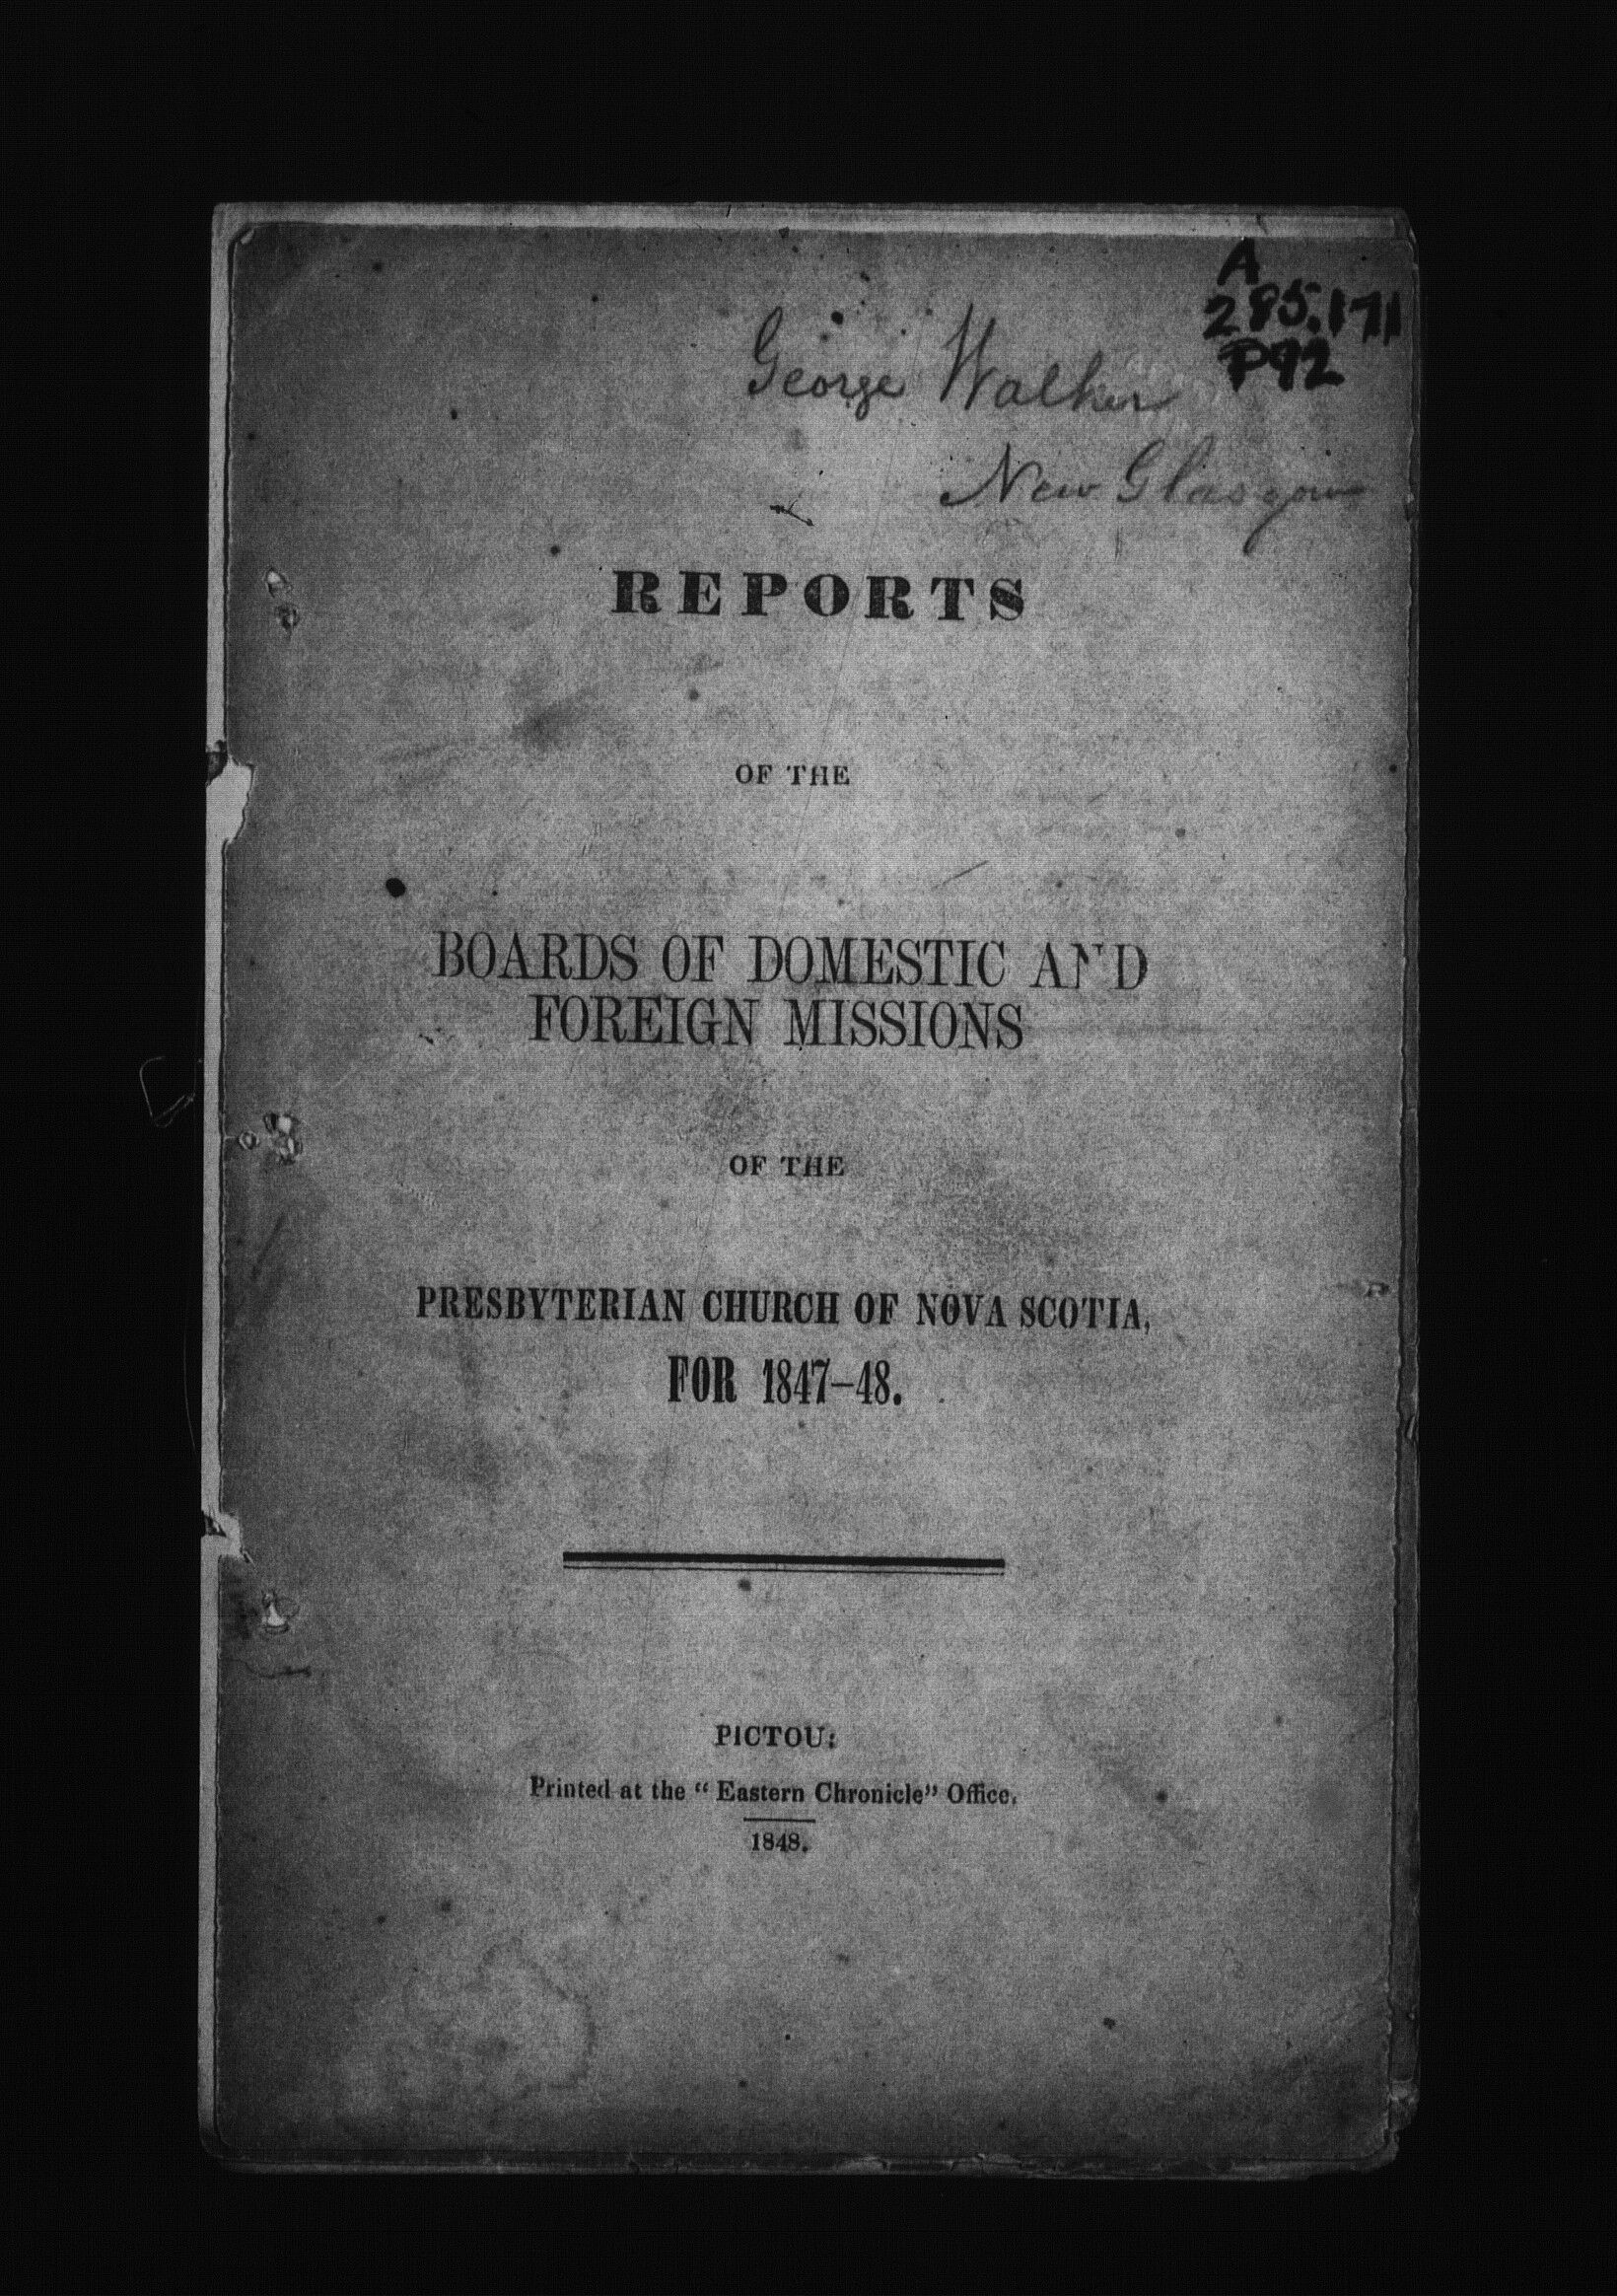 A
285.171
P92
George Walker
New Glasgow
REPORTS
OF THE
BOARDS OF DOMESTIC AND
FOREIGN MISSIONS
OF THE
PRESBYTERIAN CHURCH OF NOVA SCOTIA,
FOR 1847–48.
PICTOU:
Printed at the “ Eastern Chronicle” Office.
1848.